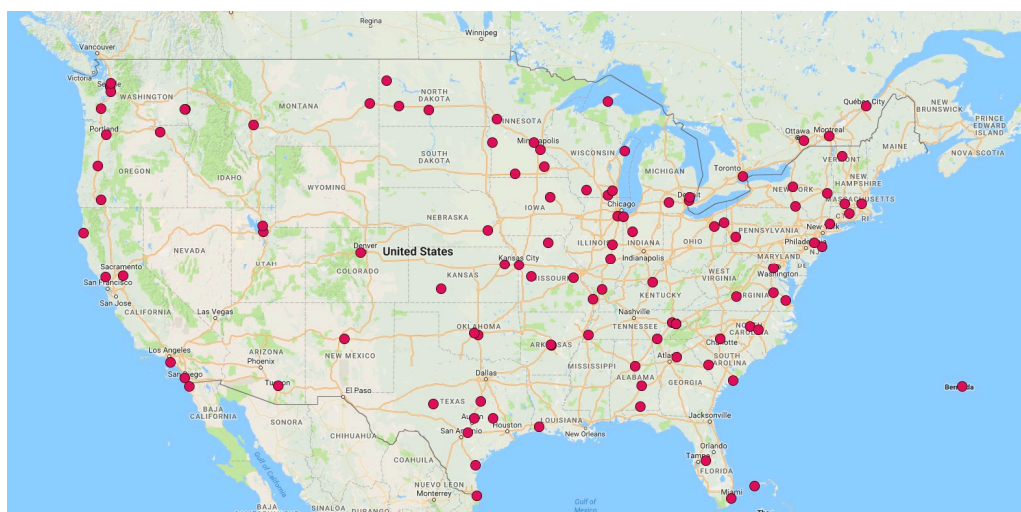 Regina
Winnipeg
Vancouver
Victoria
WASHINGTON
MONTANA
NORTH
DAKOTA
MINNESOTA
Québec City
NEW
BRUNSWICK
PRINCE
EDWARD
ISLAND
Ottawa
Montreal
MAINE
NOVA SCOTIA
Portland
OREGON
IDAHO
SOUTH
DAKOTA
Minneapolis
WISCONSIN
MICHIGAN
Toronto
VERMONT
NEW
HAMPSHIRE
WYOMING
Detroit
NEW YORK
MASSACHUSETTS
CT
RI
NEBRASKA
IOWA
Chicago
NEVADA
UTAH
Denver
COLORADO
United States
ILLINOIS
INDIANA
Indianapolis
OHIO
PENNSYLVANIA
New York
Philadelphia
MARYLAND
DE
NJ
Washington
Sacramento
San Francisco
San Jose
CALIFORNIA
KANSAS
Kansas City
MISSOURI
WEST
VIRGINIA
VIRGINIA
KENTUCKY
Las Vegas
Nashville
TENNESSEE
NORTH
CAROLINA
Charlotte
Los Angeles
ARIZONA
Phoenix
NEW MEXICO
OKLAHOMA
ARKANSAS
MISSISSIPPI
Atlanta
SOUTH
CAROLINA
San Diego
Tucson
El Paso
Dallas
ALABAMA
GEORGIA
Bermuda
BAJA
CALIFORNIA
SONORA
CHIHUAHUA
TEXAS
Austin
San Antonio
Houston
LOUISIANA
New Orleans
Jacksonville
Gulf of
California
COAHUILA
Orlando
Tampa
FLORIDA
NUEVO LEON
Monterrey
Gulf of
Mexico
Miami
BAJA
SINALOA
DURANGO
The